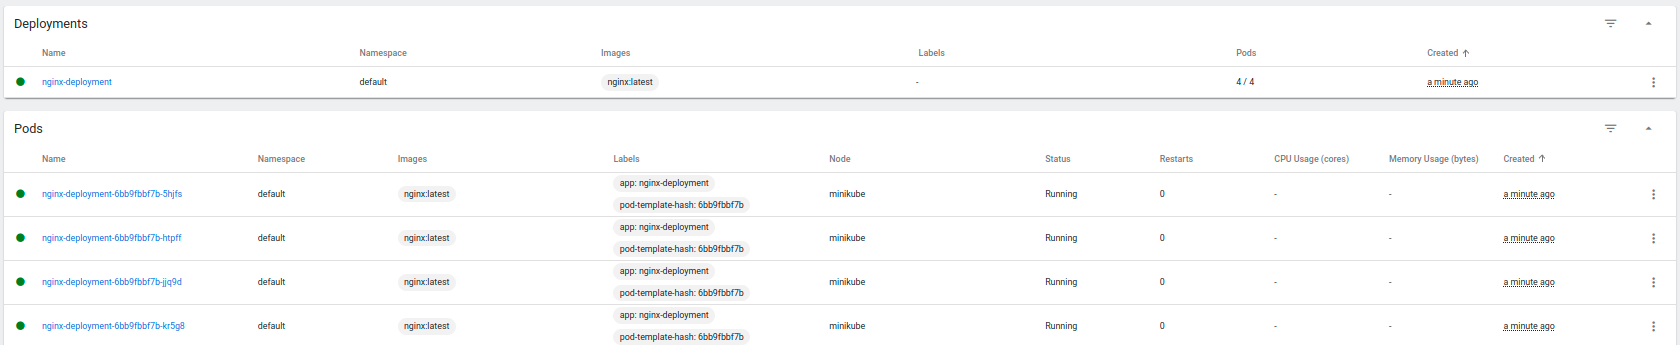 Deployments
Name Namespace Images Labels Pods Created
nginx-deployment default nginx:latest - 4 / 4 a minute ago
Pods
Name Namespace Images Labels Node Status Restarts CPU Usage (cores) Memory Usage (bytes) Created
app: nginx-deployment
nginx-deployment-6bb9fbbf7b-5hjfs default nginx:latest minikube Running 0 - - a minute ago
pod-template-hash: 6bb9fbbf7b
app: nginx-deployment
nginx-deployment-6bb9fbbf7b-htpff default nginx:latest minikube Running 0 - - a minute ago
pod-template-hash: 6bb9fbbf7b
app: nginx-deployment
nginx-deployment-6bb9fbbf7b-jjq9d default nginx:latest minikube Running 0 - - a minute ago
pod-template-hash: 6bb9fbbf7b
app: nginx-deployment
nginx-deployment-6bb9fbbf7b-kr5g8 default nginx:latest minikube Running 0 - - a minute ago
pod-template-hash: 6bb9fbbf7b